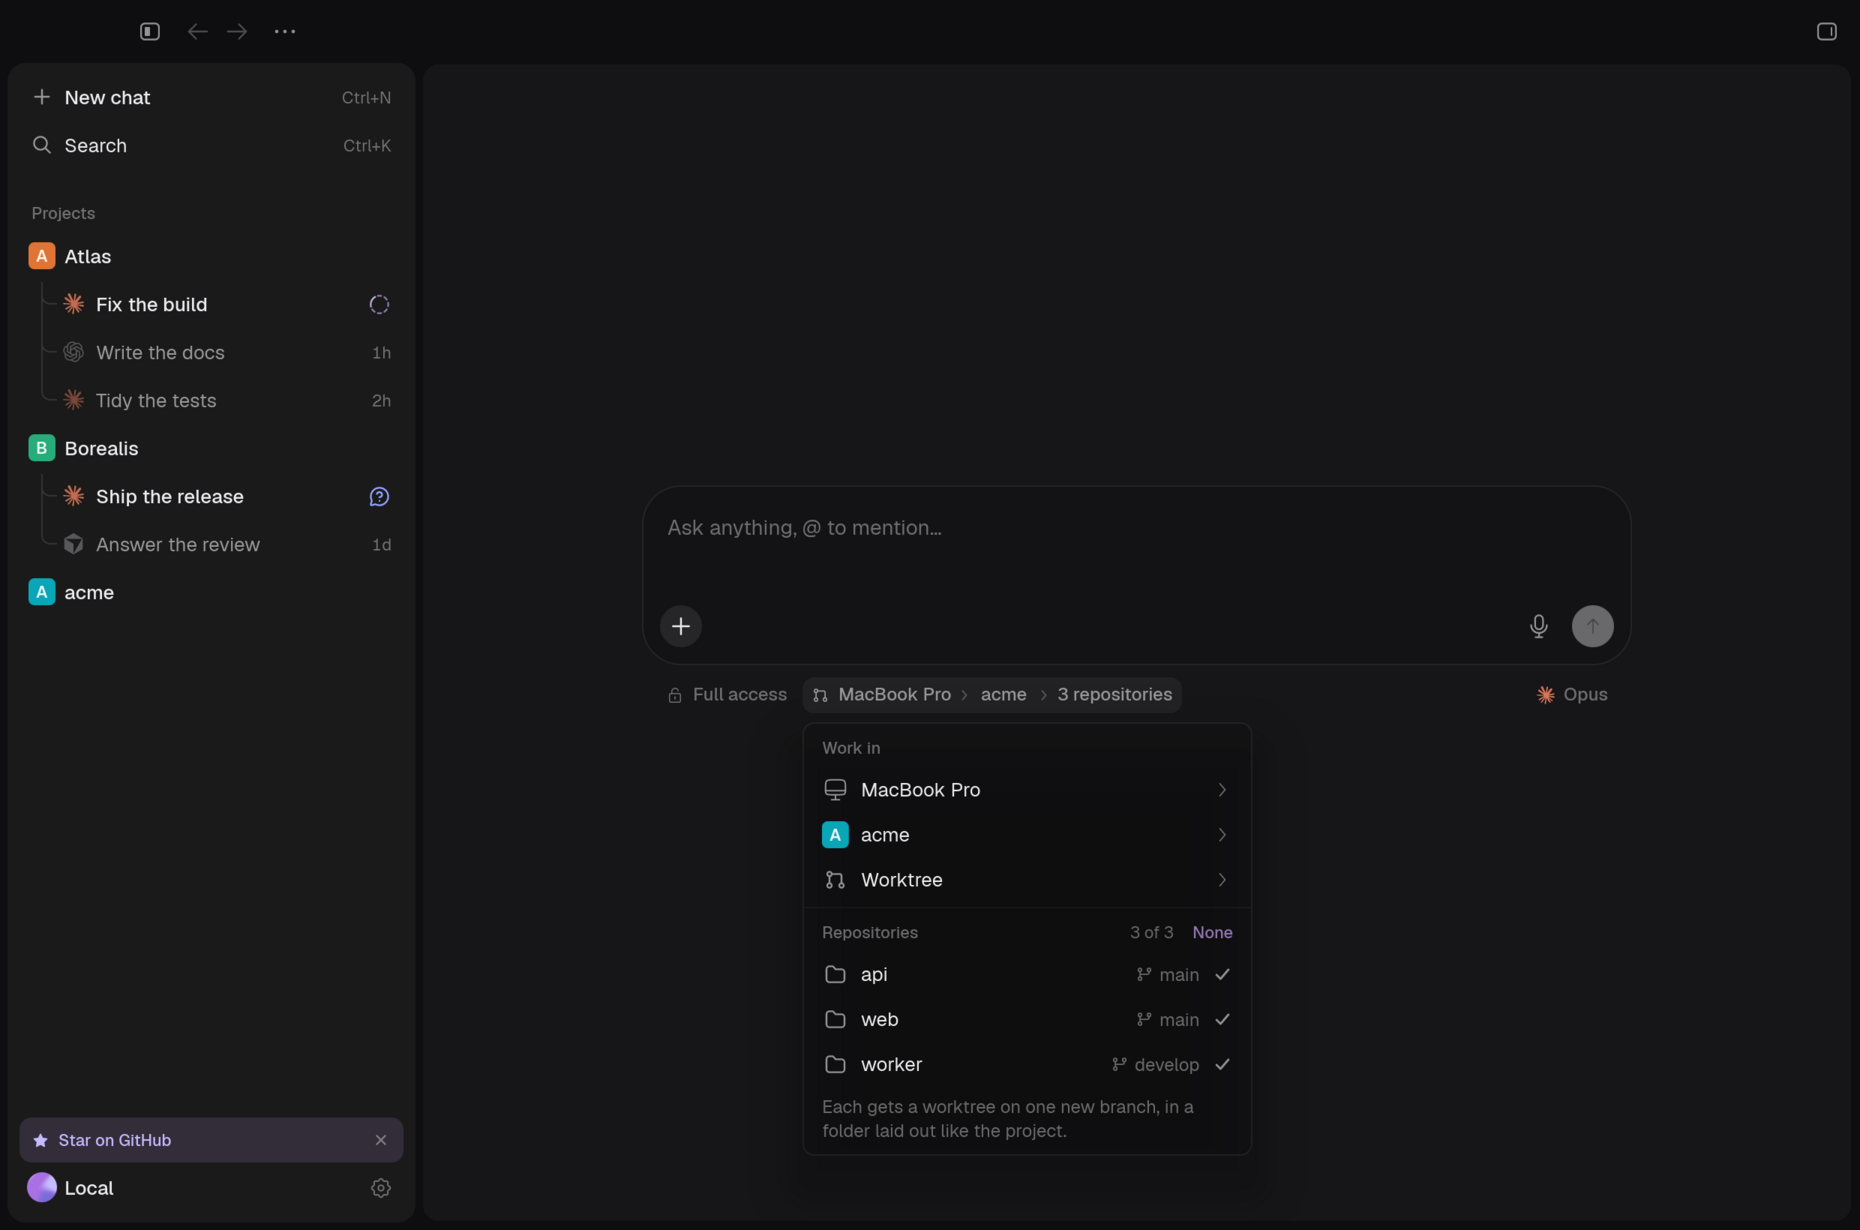 New chat Ctrl+N
Search Ctrl+K
Projects
A Atlas
Fix the build
Write the docs 1h
Tidy the tests 2h
B Borealis
Ship the release
Answer the review 1d
A acme
Star on GitHub
Local
Ask anything, @ to mention...
Full access MacBook Pro > acme > 3 repositories Opus
Work in
MacBook Pro
A acme
Worktree
Repositories 3 of 3 None
api main
web main
worker develop
Each gets a worktree on one new branch, in a
folder laid out like the project.